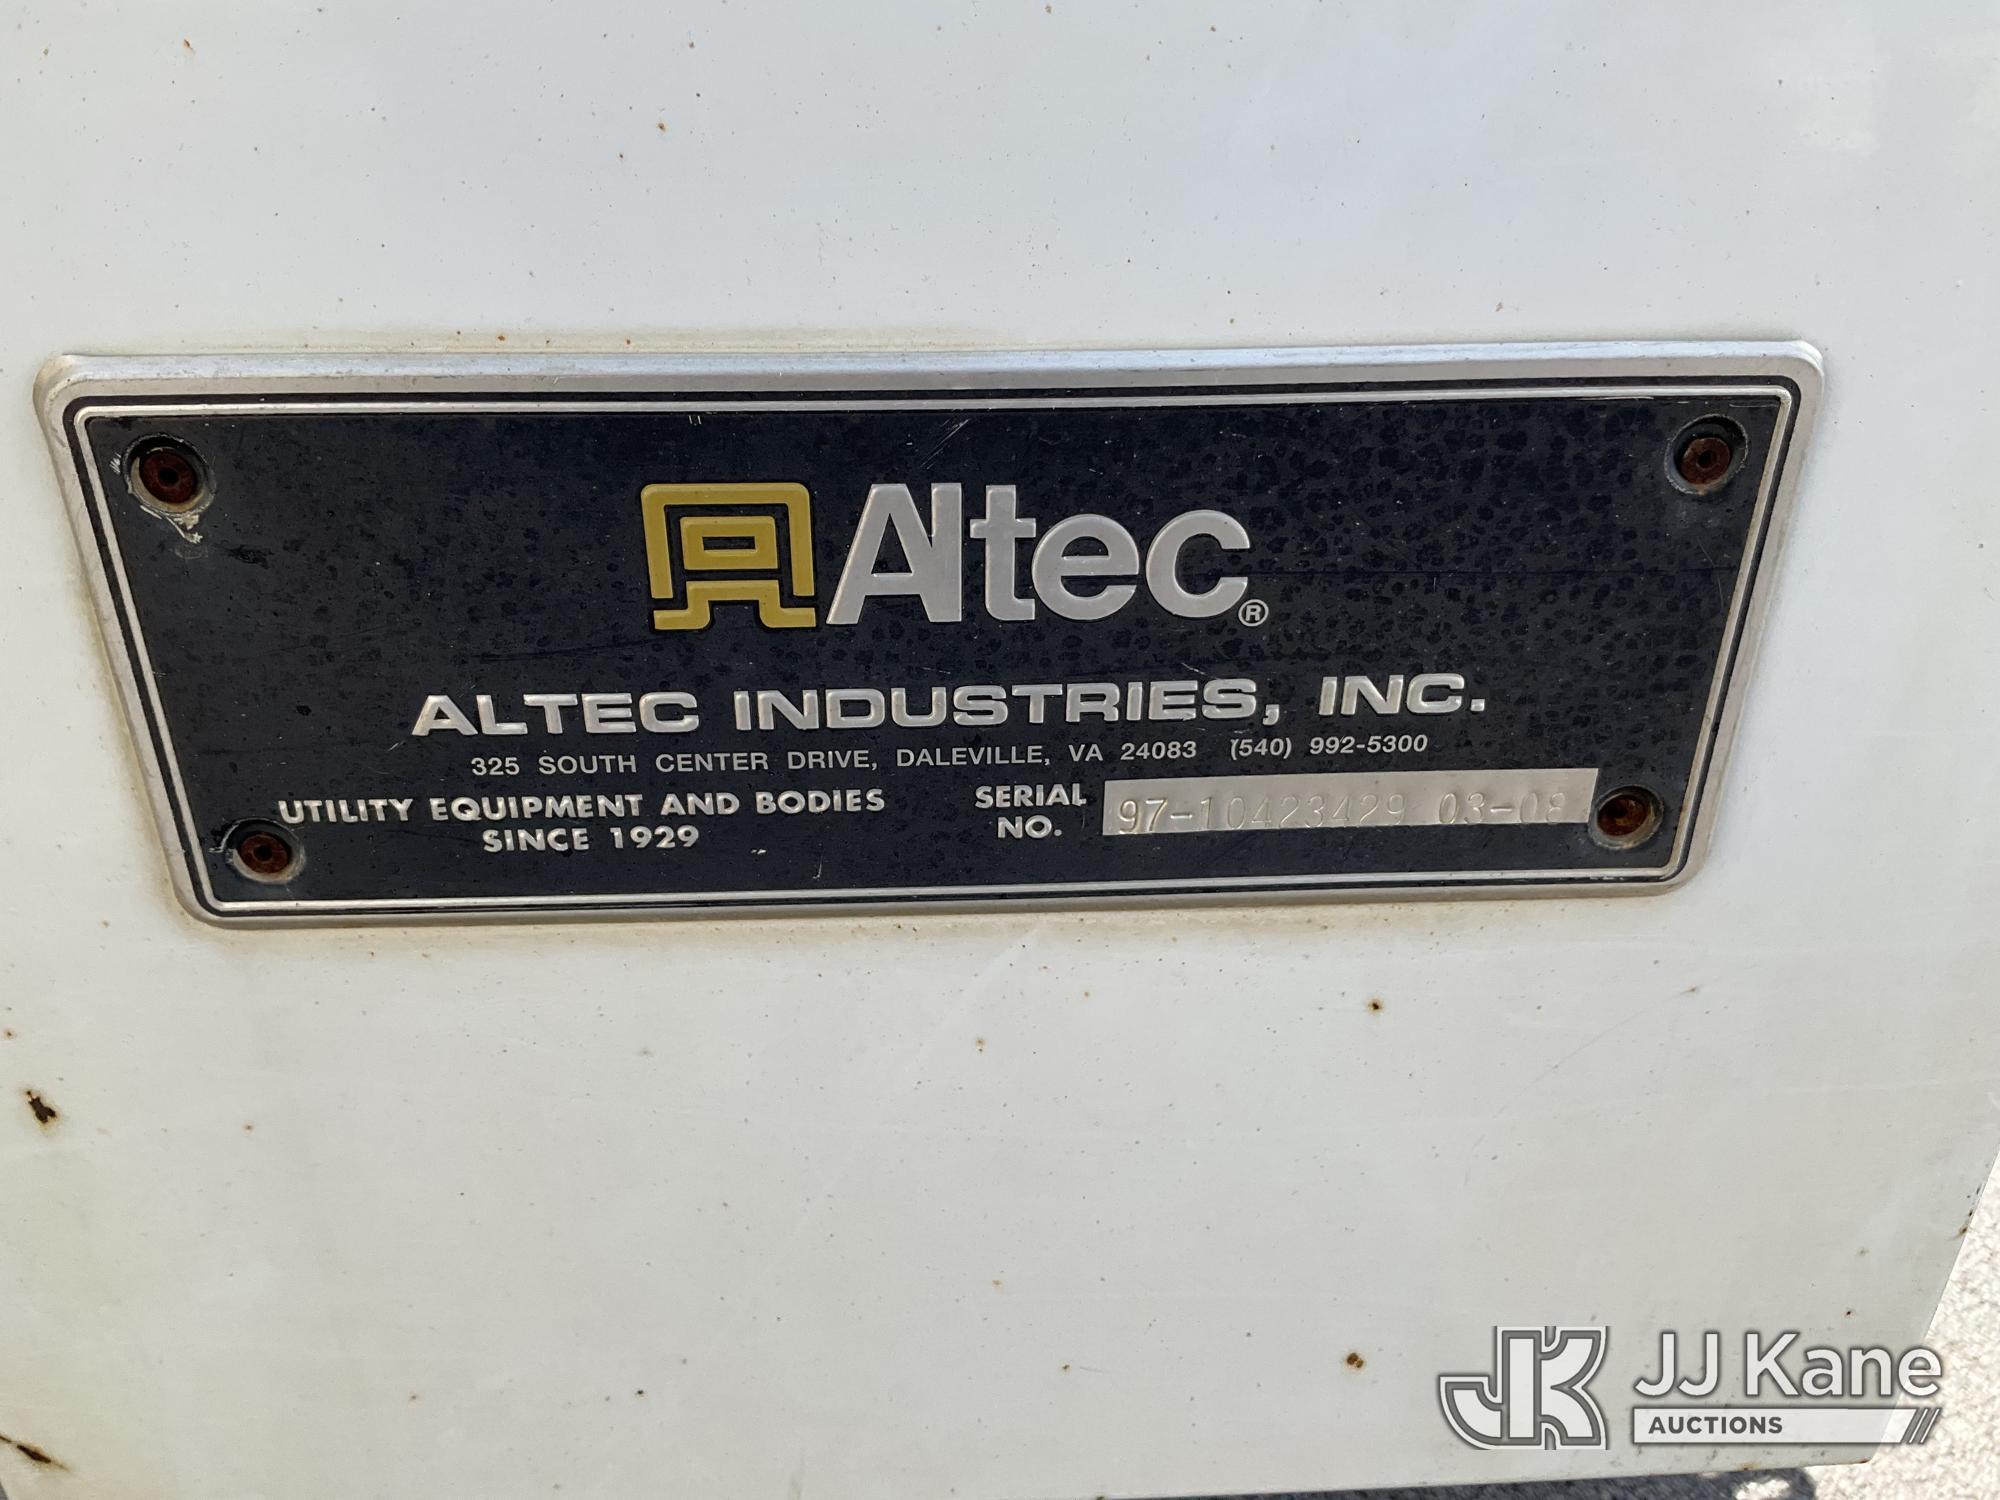 Altec®
ALTEC INDUSTRIES, INC.
325 SOUTH CENTER DRIVE, DALEVILLE, VA 24083 (540) 992-5300
UTILITY EQUIPMENT AND BODIES
SINCE 1929
SERIAL
NO.
97-10423429 03-08
JK JJ Kane
AUCTIONS